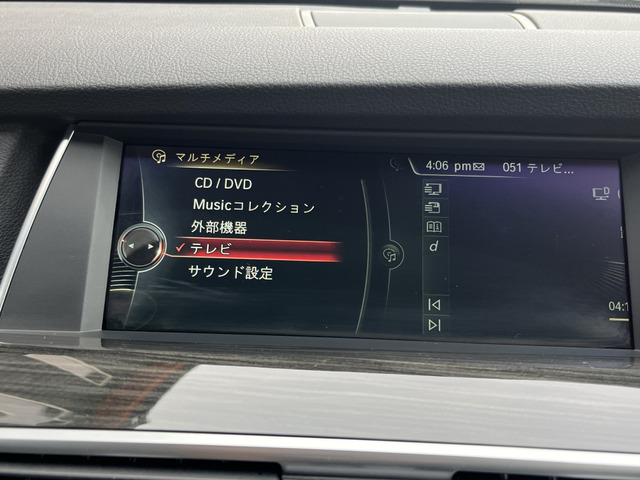 マルチメディア
CD / DVD
Musicコレクション
外部機器
テレビ
サウンド設定
4:06 pm 051 テレビ...
D
d
04:1